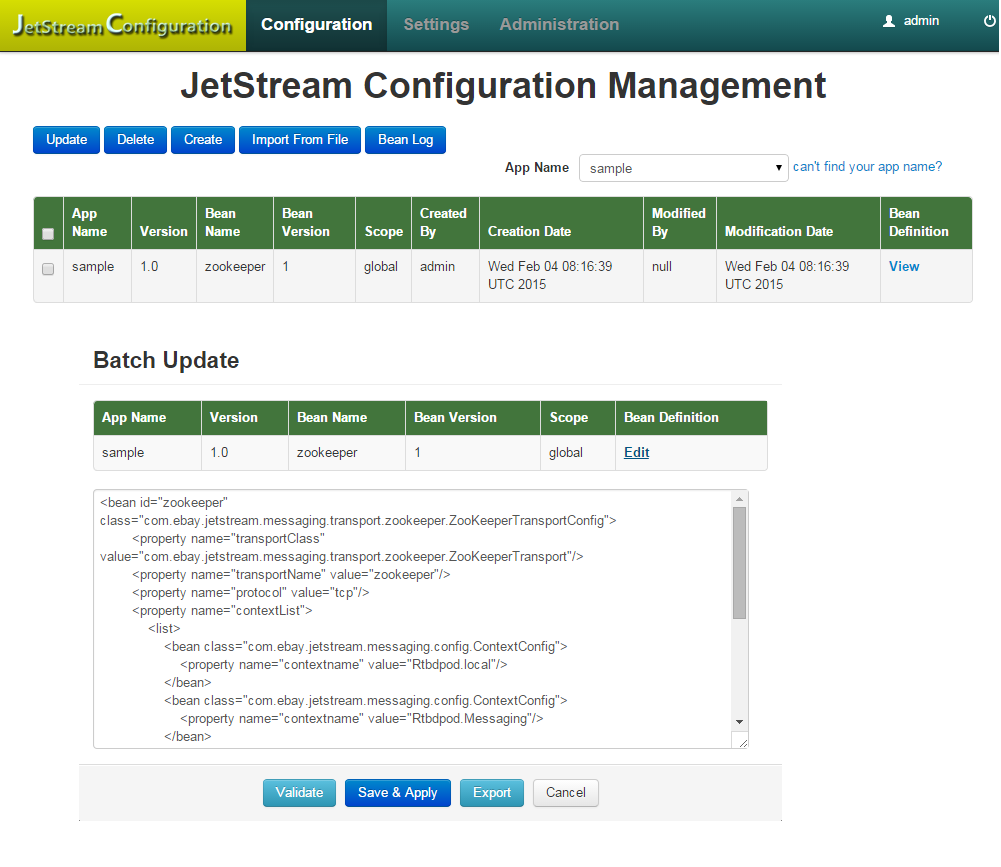 JetStream Configuration Configuration Settings Administration admin
JetStream Configuration Management
Update Delete Create Import From File Bean Log
App Name sample can't find your app name?
App Name Version Bean Name Bean Version Scope Created By Creation Date Modified By Modification Date Bean Definition
sample 1.0 zookeeper 1 global admin Wed Feb 04 08:16:39 UTC 2015 null Wed Feb 04 08:16:39 UTC 2015 View
Batch Update
App Name Version Bean Name Bean Version Scope Bean Definition
sample 1.0 zookeeper 1 global Edit
<bean id="zookeeper"
class="com.ebay.jetstream.messaging.transport.zookeeper.ZooKeeperTransportConfig">
<property name="transportClass"
value="com.ebay.jetstream.messaging.transport.zookeeper.ZooKeeperTransport"/>
<property name="transportName" value="zookeeper"/>
<property name="protocol" value="tcp"/>
<property name="contextList">
<list>
<bean class="com.ebay.jetstream.messaging.config.ContextConfig">
<property name="contextname" value="Rtbdpod.local"/>
</bean>
<bean class="com.ebay.jetstream.messaging.config.ContextConfig">
<property name="contextname" value="Rtbdpod.Messaging"/>
</bean>
Validate Save & Apply Export Cancel